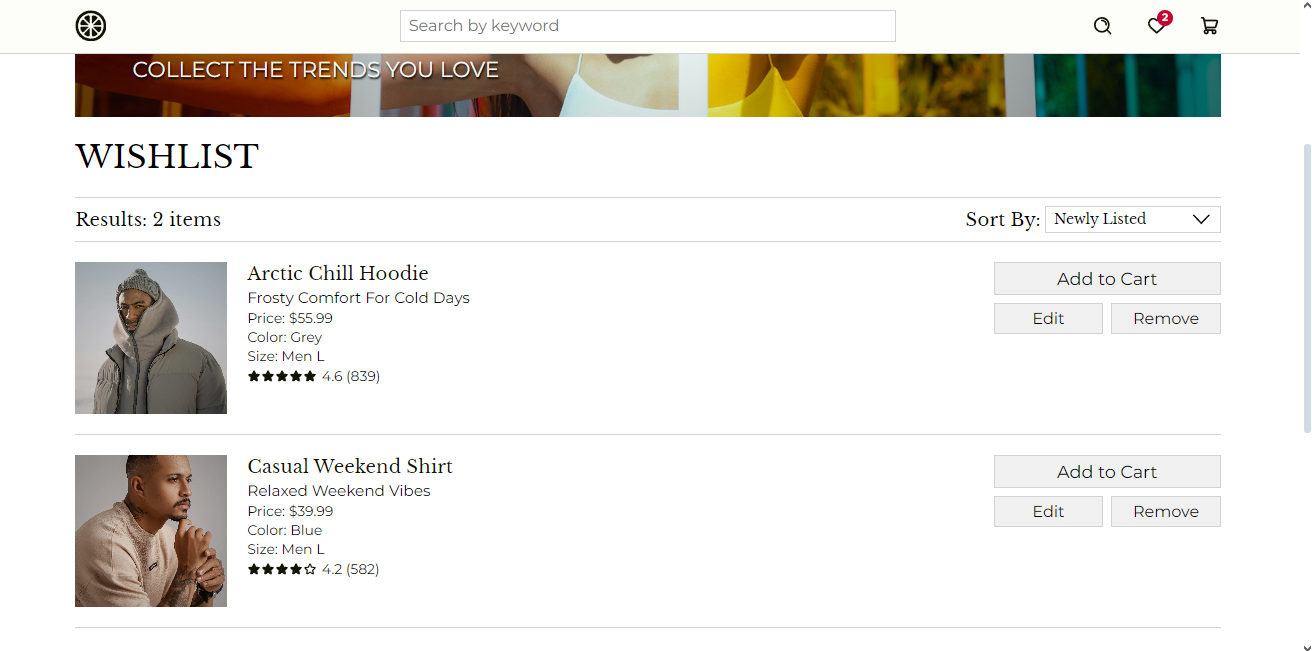 Search by keyword
2
COLLECT THE TRENDS YOU LOVE
WISHLIST
Results: 2 items
Sort By: Newly Listed
Arctic Chill Hoodie
Frosty Comfort For Cold Days
Price: $55.99
Color: Grey
Size: Men L
4.6 (839)
Add to Cart
Edit
Remove
Casual Weekend Shirt
Relaxed Weekend Vibes
Price: $39.99
Color: Blue
Size: Men L
4.2 (582)
Add to Cart
Edit
Remove